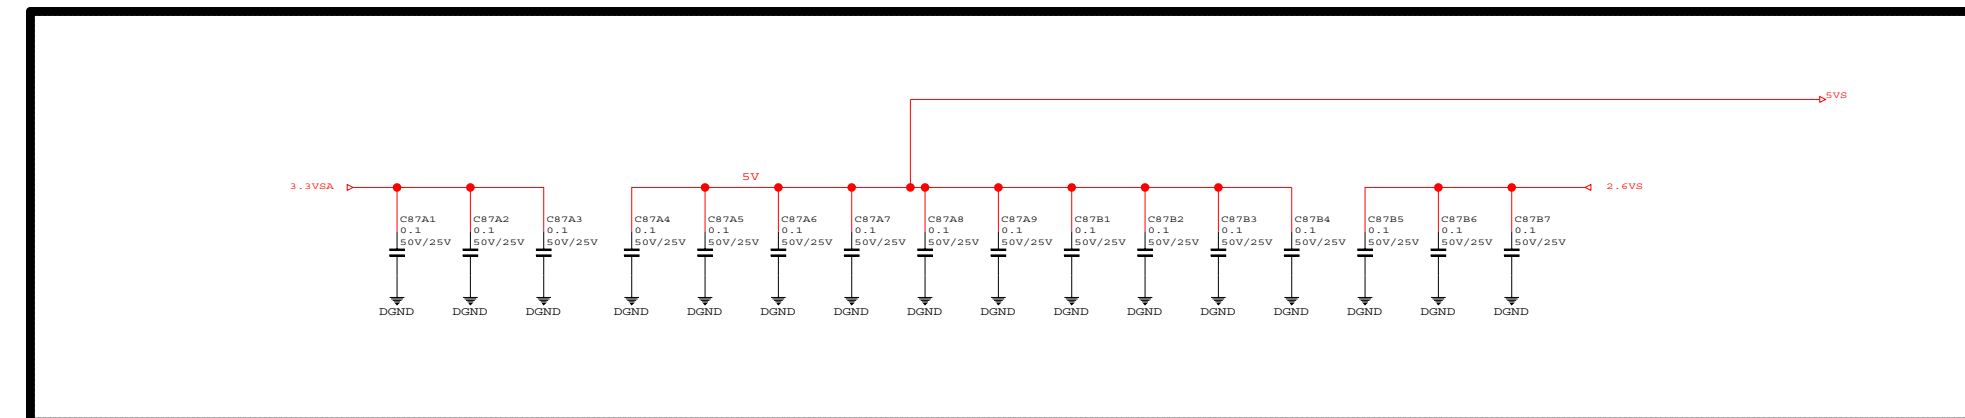 5VS
3.3VSA
5V
2.6VS
C87A1 C87A2 C87A3 C87A4 C87A5 C87A6 C87A7 C87A8 C87A9 C87B1 C87B2 C87B3 C87B4 C87B5 C87B6 C87B7
0.1 0.1 0.1 0.1 0.1 0.1 0.1 0.1 0.1 0.1 0.1 0.1 0.1 0.1 0.1 0.1
50V/25V 50V/25V 50V/25V 50V/25V 50V/25V 50V/25V 50V/25V 50V/25V 50V/25V 50V/25V 50V/25V 50V/25V 50V/25V 50V/25V 50V/25V 50V/25V
DGND DGND DGND DGND DGND DGND DGND DGND DGND DGND DGND DGND DGND DGND DGND DGND